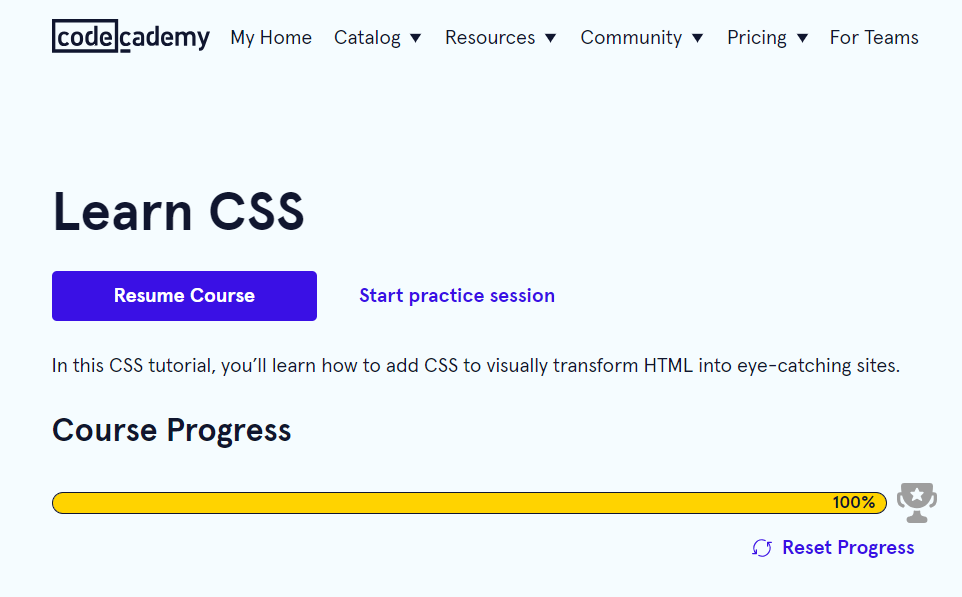 codecademy My Home Catalog Resources Community Pricing For Teams
Learn CSS
Resume Course Start practice session
In this CSS tutorial, you’ll learn how to add CSS to visually transform HTML into eye-catching sites.
Course Progress
100%
Reset Progress